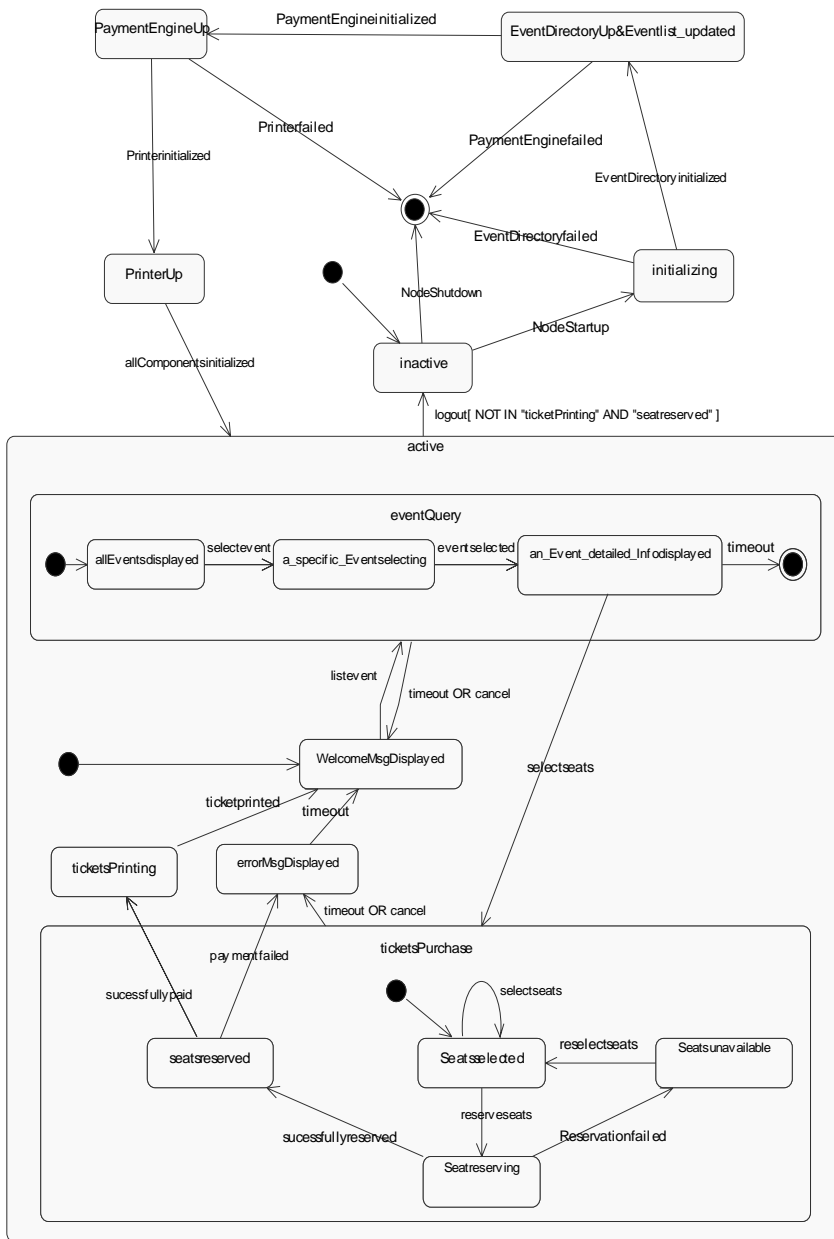 PaymentEngineinitialized
PaymentEngineUp
EventDirectoryUp&Eventlist_updated
Printerfailed
PaymentEnginefailed
Printerinitialized
EventDirectoryinitialized
EventDirectoryfailed
PrinterUp
initializing
NodeShutdown
NodeStartup
allComponentsinitialized
inactive
logout[ NOT IN "ticketPrinting" AND "seatreserved" ]
active
eventQuery
allEventsdisplayed
selectevent
a_specific_Eventselecting
eventselected
an_Event_detailed_Infodisplayed
timeout
listevent
timeout OR cancel
WelcomeMsgDisplayed
selectseats
ticketprinted
timeout
ticketsPrinting
errorMsgDisplayed
timeout OR cancel
ticketsPurchase
paymentfailed
sucessfullypaid
selectseats
seatsreserved
Seatsselected
reselectseats
Seatsunavailable
reserveseats
sucessfullyreserved
Reservationfailed
Seatreserving